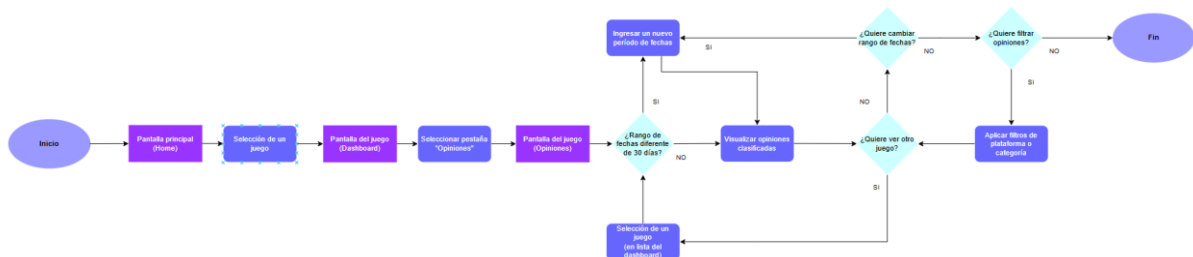 Inicio
Pantalla principal
(Home)
Selección de un
juego
Pantalla del juego
(Dashboard)
Seleccionar pestaña
"Opiniones"
Pantalla del juego
(Opiniones)
¿Rango de
fechas diferente
de 30 días?
SI
NO
Ingresar un nuevo
período de fechas
Visualizar opiniones
clasificadas
¿Quiere ver otro
juego?
SI
NO
Selección de un
juego
(en lista del
dashboard)
¿Quiere cambiar
rango de fechas?
SI
NO
¿Quiere filtrar
opiniones?
SI
NO
Aplicar filtros de
plataforma o
categoría
Fin